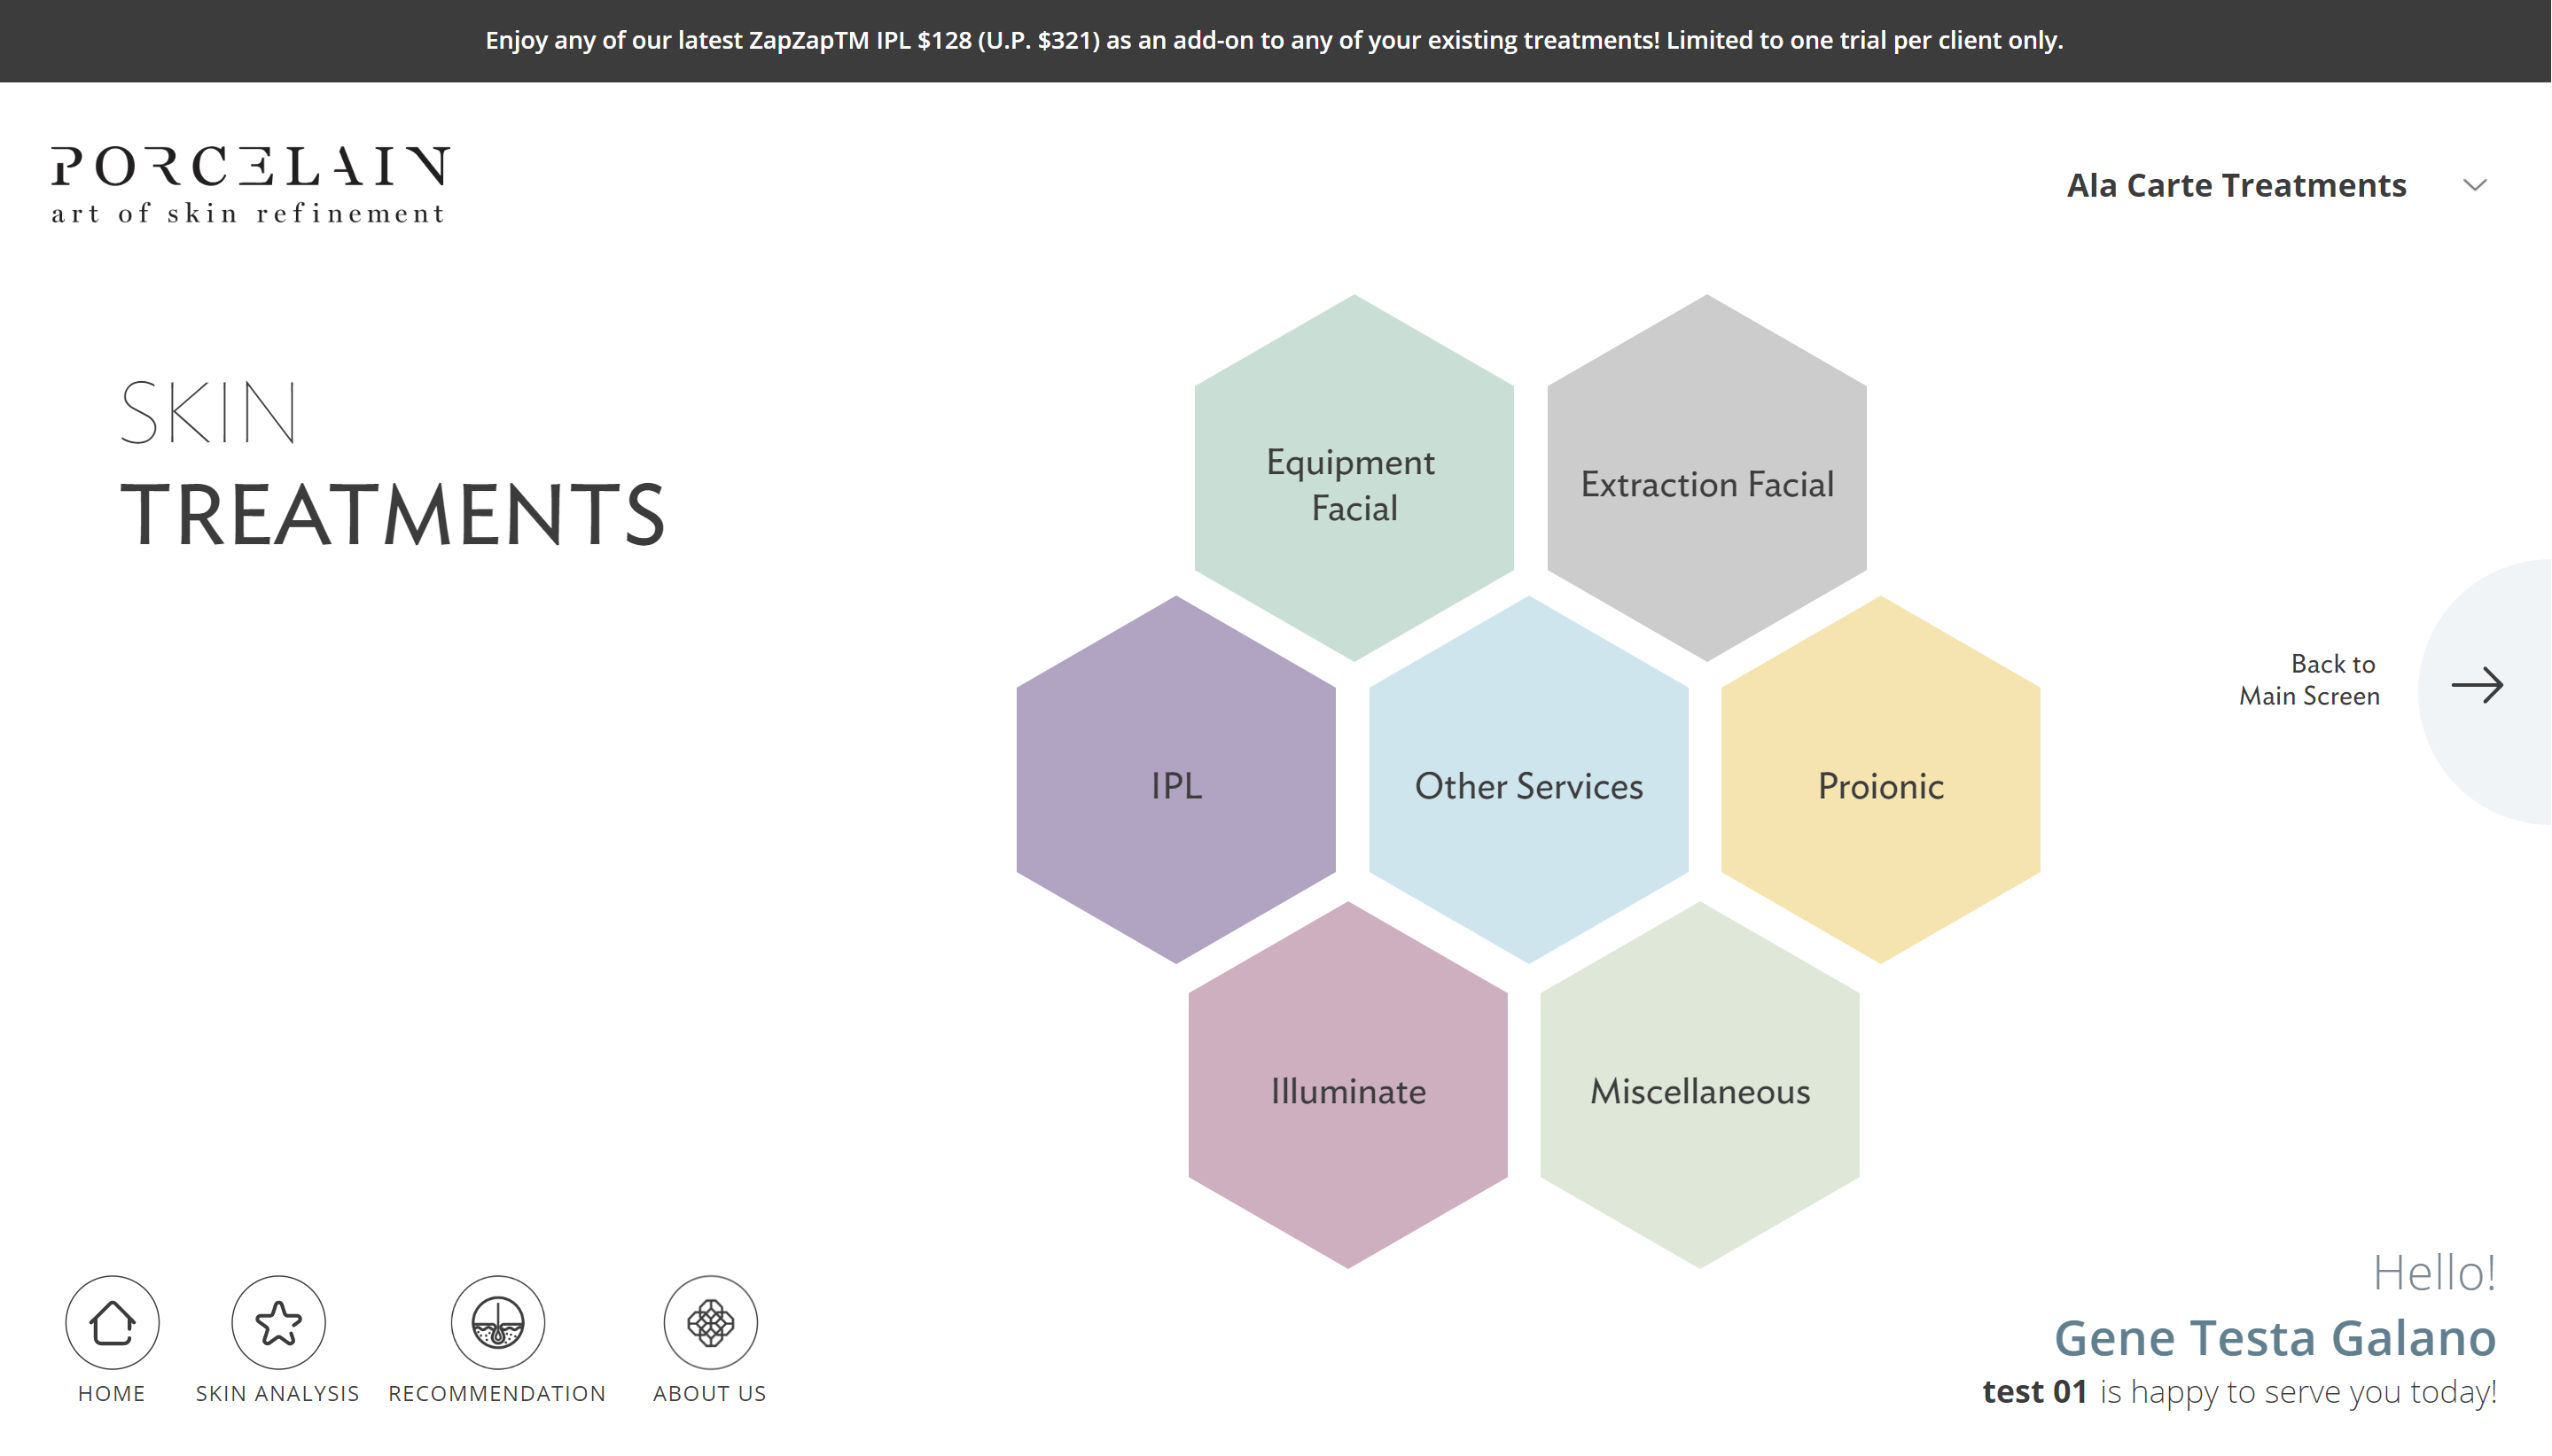 Enjoy any of our latest ZapZapTM IPL $128 (U.P. $321) as an add-on to any of your existing treatments! Limited to one trial per client only.
PORCELAIN
art of skin refinement
Ala Carte Treatments
SKIN
TREATMENTS
Equipment
Facial
Extraction Facial
IPL
Other Services
Proionic
Back to
Main Screen
Illuminate
Miscellaneous
HOME
SKIN ANALYSIS
RECOMMENDATION
ABOUT US
Hello!
Gene Testa Galano
test 01 is happy to serve you today!